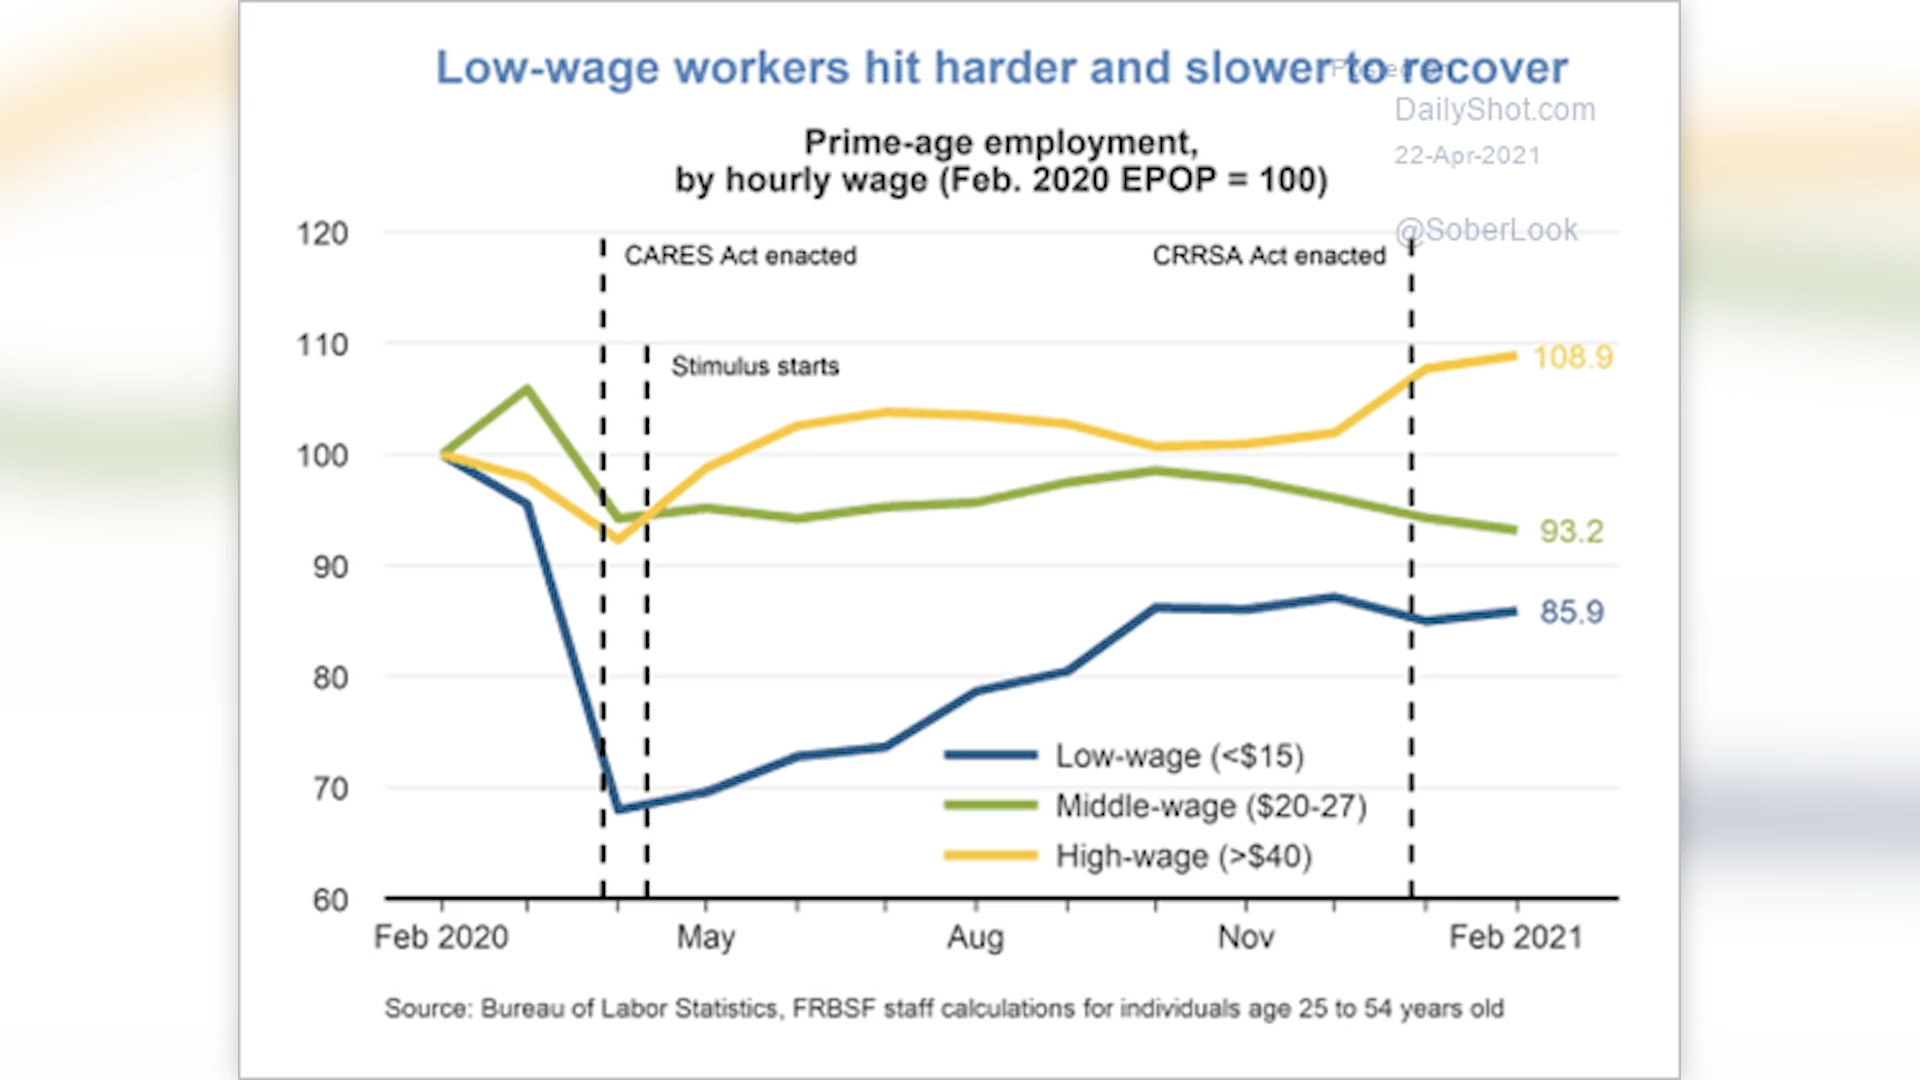 Low-wage workers hit harder and slower to recover
Posted on
DailyShot.com
22-Apr-2021
@SoberLook
Prime-age employment,
by hourly wage (Feb. 2020 EPOP = 100)
120
110
100
90
80
70
60
CARES Act enacted
CRRSA Act enacted
Stimulus starts
108.9
93.2
85.9
Low-wage (<$15)
Middle-wage ($20-27)
High-wage (>$40)
Feb 2020 May Aug Nov Feb 2021
Source: Bureau of Labor Statistics, FRBSF staff calculations for individuals age 25 to 54 years old